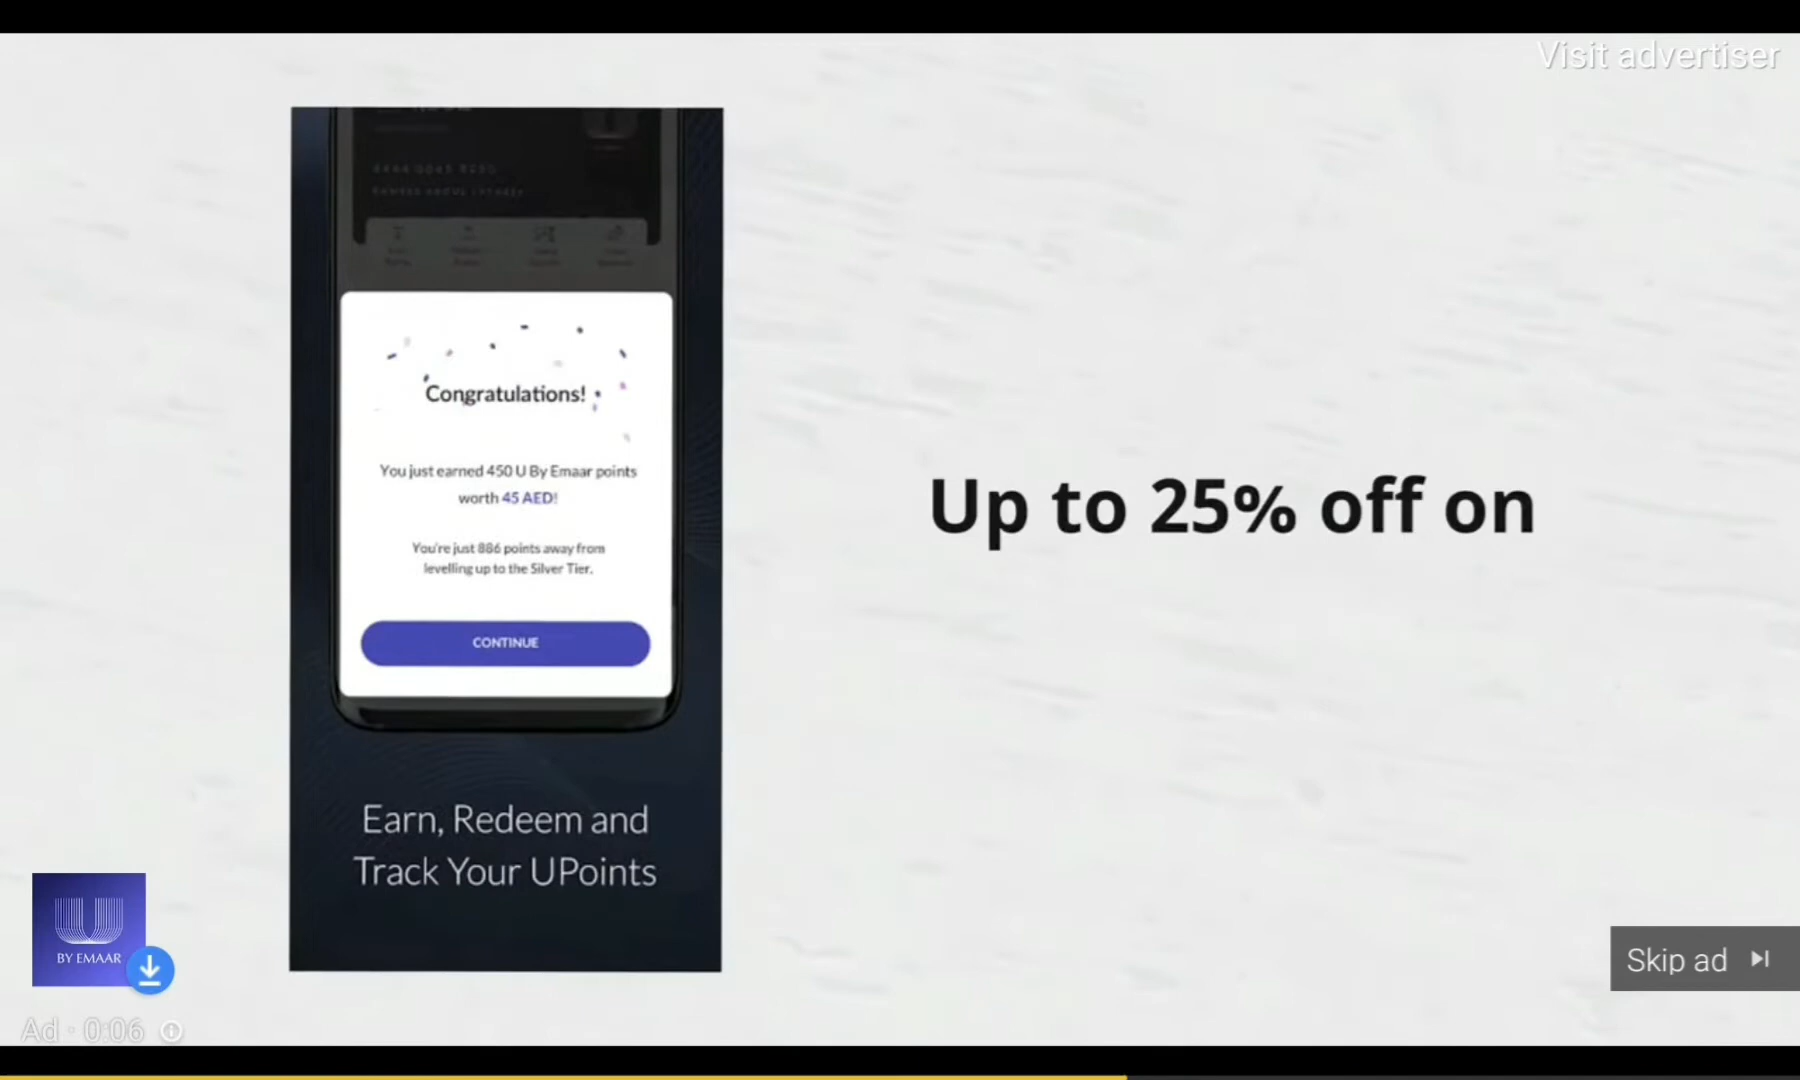 Visit advertiser
Congratulations!
You just earned 450 U By Emaar points
worth 45 AED!
You're just 886 points away from
levelling up to the Silver Tier.
CONTINUE
Earn, Redeem and
Track Your UPoints
Up to 25% off on
U
BY EMAAR
Skip ad
Ad · 0:06